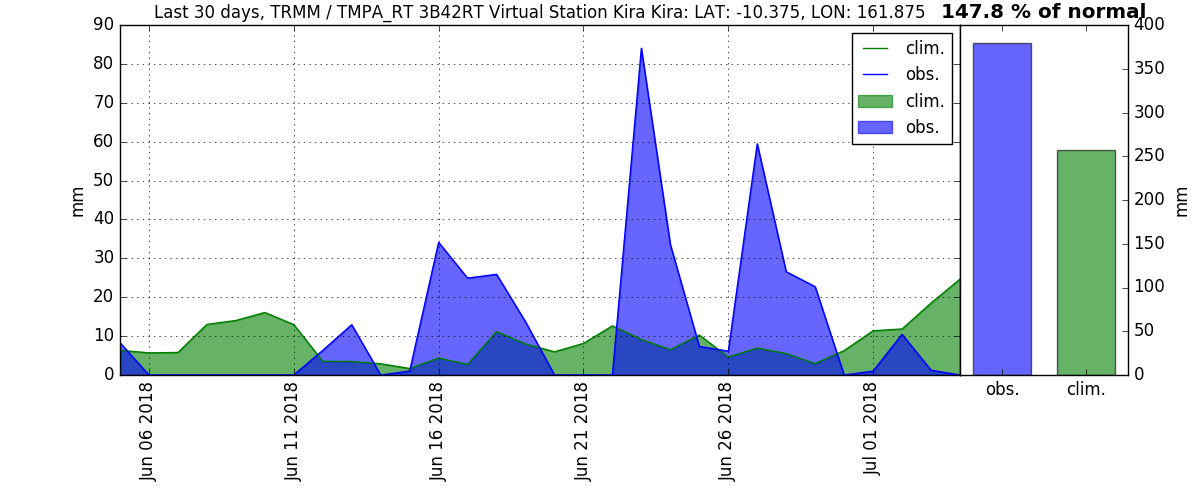 Last 30 days, TRMM / TMPA_RT 3B42RT Virtual Station Kira Kira: LAT: -10.375, LON: 161.875
147.8 % of normal
90
80
70
60
50
40
30
20
10
0
mm
clim.
obs.
clim.
obs.
Jun 06 2018
Jun 11 2018
Jun 16 2018
Jun 21 2018
Jun 26 2018
Jul 01 2018
400
350
300
250
200
150
100
50
0
mm
obs.
clim.